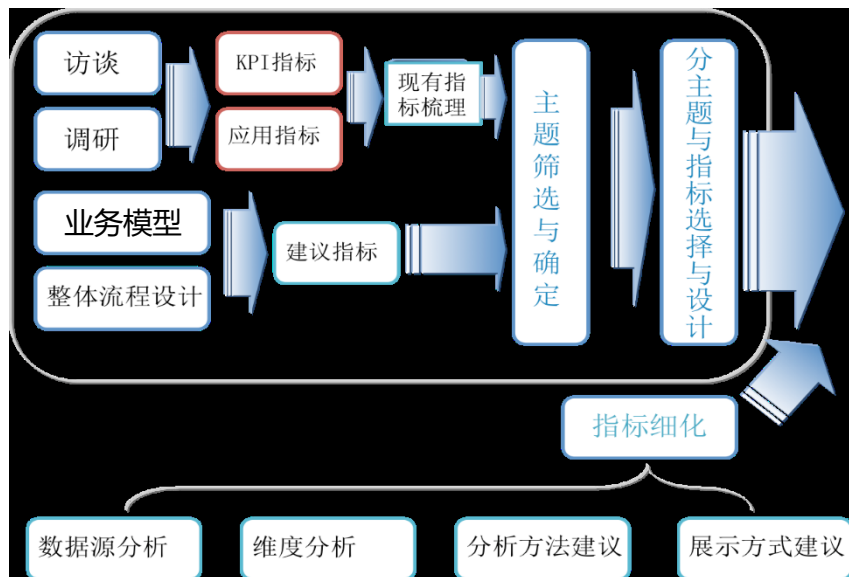 访谈
调研
KPI指标
应用指标
现有指
标梳理
业务模型
整体流程设计
建议指标
主题筛选与确定
分主题与指标选择与设计
指标细化
数据源分析
维度分析
分析方法建议
展示方式建议